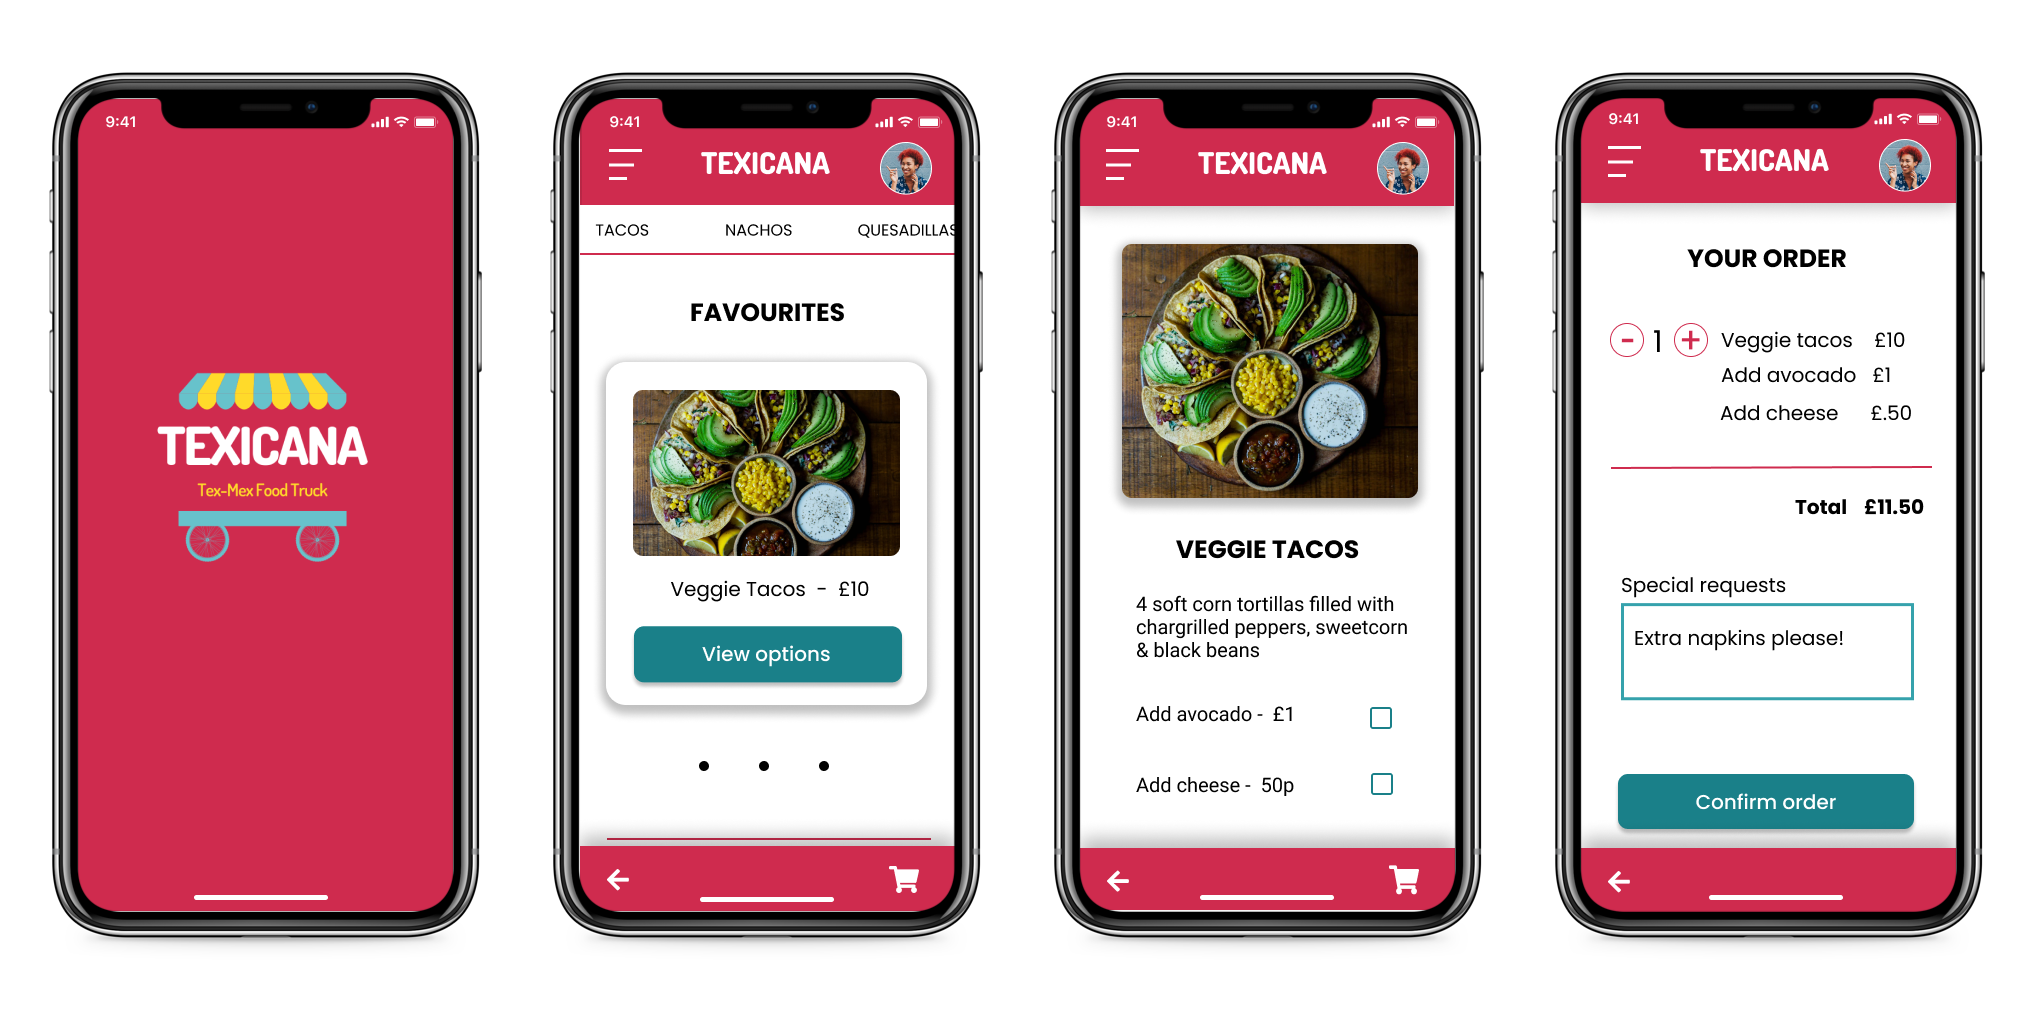 9:41
TEXICANA
Tex-Mex Food Truck
9:41
TEXICANA
TACOS NACHOS QUESADILLAS
FAVOURITES
Veggie Tacos - £10
View options
9:41
TEXICANA
VEGGIE TACOS
4 soft corn tortillas filled with
chargrilled peppers, sweetcorn
& black beans
Add avocado - £1
Add cheese - 50p
9:41
TEXICANA
YOUR ORDER
- 1 + Veggie tacos £10
Add avocado £1
Add cheese £.50
Total £11.50
Special requests
Extra napkins please!
Confirm order